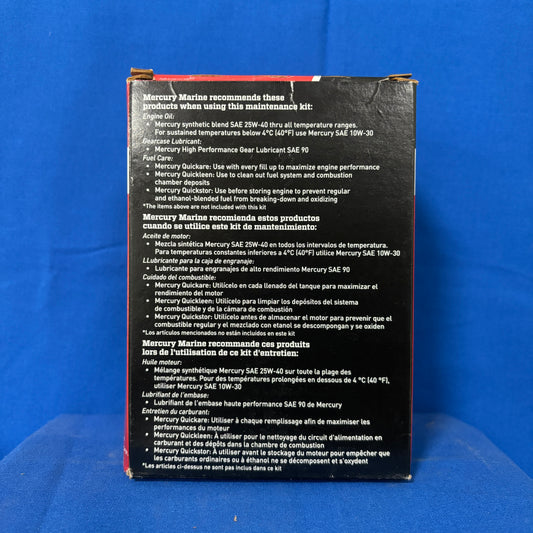 Mercury Marine recommends these
products when using this maintenance kit:
Engine Oil:
• Mercury synthetic blend SAE 25W-40 thru all temperature ranges.
For sustained temperatures below 4°C (40°F) use Mercury SAE 10W-30
Gearcase Lubricant:
• Mercury High Performance Gear Lubricant SAE 90
Fuel Care:
• Mercury Quickare: Use with every fill up to maximize engine performance
• Mercury Quickleen: Use to clean out fuel system and combustion
chamber deposits
• Mercury Quickstor: Use before storing engine to prevent regular
and ethanol-blended fuel from breaking-down and oxidizing
*The items above are not included with this kit
Mercury Marine recomienda estos productos
cuando se utilice este kit de mantenimiento:
Aceite de motor:
• Mezcla sintética Mercury SAE 25W-40 en todos los intervalos de temperatura.
Para temperaturas constantes inferiores a 4°C (40°F) utilice Mercury SAE 10W-30
LLubricante para la caja de engranaje:
• Lubricante para engranajes de alto rendimiento Mercury SAE 90
Cuidado del combustible:
• Mercury Quickare: Utilícelo en cada llenado del tanque para maximizar el
rendimiento del motor
• Mercury Quickleen: Utilícelo para limpiar los depósitos del sistema
de combustible y de la cámara de combustión
• Mercury Quickstor: Utilícelo antes de almacenar el motor para prevenir que el
combustible regular y el mezclado con etanol se descompongan y se oxiden
*Los artículos mencionados no están incluidos en este kit
Mercury Marine recommande ces produits
lors de l'utilisation de ce kit d'entretien:
Huile moteur:
• Mélange synthétique Mercury SAE 25W-40 sur toute la plage des
températures. Pour des températures prolongées en dessous de 4 °C (40 °F),
utiliser Mercury SAE 10W-30
Lubrifiant de l'embase:
• Lubrifiant de l'embase haute performance SAE 90 de Mercury
Entretien du carburant:
• Mercury Quickare: Utiliser à chaque remplissage afin de maximiser les
performances du moteur
• Mercury Quickleen: À utiliser pour le nettoyage du circuit d'alimentation en
carburant et des dépôts dans la chambre de combustion
• Mercury Quickstor: À utiliser avant le stockage du moteur pour empêcher que
les carburants ordinaires ou à éthanol ne se décomposent et s'oxydent
*Les articles ci-dessus ne sont pas inclus dans ce kit